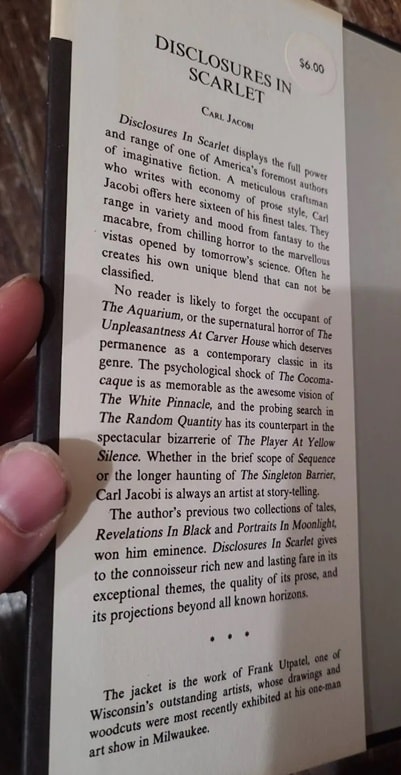 DISCLOSURES IN
SCARLET
$6.00
CARL JACOBI
Disclosures In Scarlet displays the full power
and range of one of America's foremost authors
of imaginative fiction. A meticulous craftsman
who writes with economy of prose style, Carl
Jacobi offers here sixteen of his finest tales. They
range in variety and mood from fantasy to the
macabre, from chilling horror to the marvellous
vistas opened by tomorrow's science. Often he
creates his own unique blend that can not be
classified.
No reader is likely to forget the occupant of
The Aquarium, or the supernatural horror of The
Unpleasantness At Carver House which deserves
permanence as a contemporary classic in its
genre. The psychological shock of The Cocoma-
caque is as memorable as the awesome vision of
The White Pinnacle, and the probing search in
The Random Quantity has its counterpart in the
spectacular bizarrerie of The Player At Yellow
Silence. Whether in the brief scope of Sequence
or the longer haunting of The Singleton Barrier,
Carl Jacobi is always an artist at story-telling.
The author's previous two collections of tales,
Revelations In Black and Portraits In Moonlight,
won him eminence. Disclosures In Scarlet gives
to the connoisseur rich new and lasting fare in its
exceptional themes, the quality of its prose, and
its projections beyond all known horizons.
• • •
The jacket is the work of Frank Utpatel, one of
Wisconsin's outstanding artists, whose drawings and
woodcuts were most recently exhibited at his one-man
art show in Milwaukee.